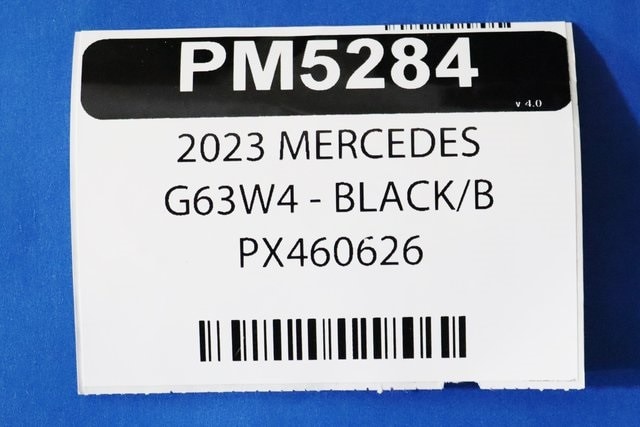 PM5284
v 4.0
2023 MERCEDES
G63W4 - BLACK/B
PX460626